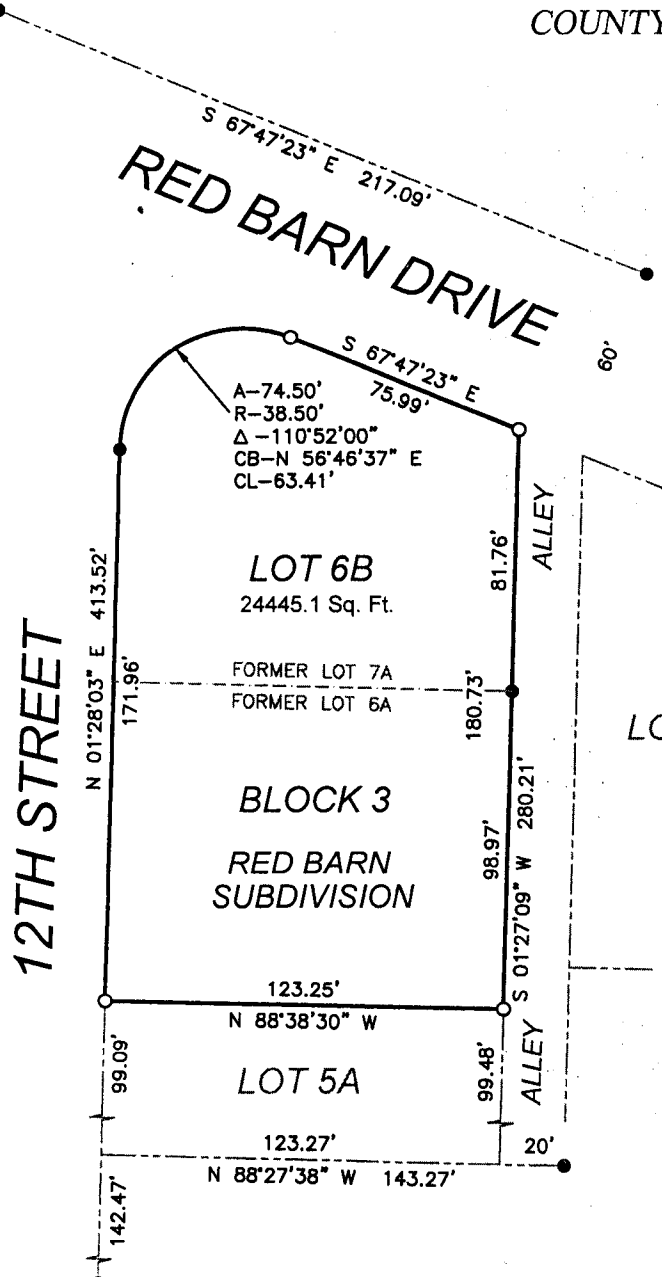 COUNTY
S 67°47'23" E 217.09'
RED BARN DRIVE
60'
S 67°47'23" E
75.99'
A-74.50'
R-38.50'
Δ -110°52'00"
CB-N 56°46'37" E
CL-63.41'
ALLEY
81.76'
LOT 6B
24445.1 Sq. Ft.
N 01°28'03" E 413.52'
171.96'
12TH STREET
FORMER LOT 7A
FORMER LOT 6A
180.73'
LO
BLOCK 3
RED BARN
SUBDIVISION
98.97'
S 01°27'09" W 280.21'
123.25'
N 88°38'30" W
99.09'
LOT 5A
99.48'
ALLEY
123.27'
20'
N 88°27'38" W 143.27'
142.47'